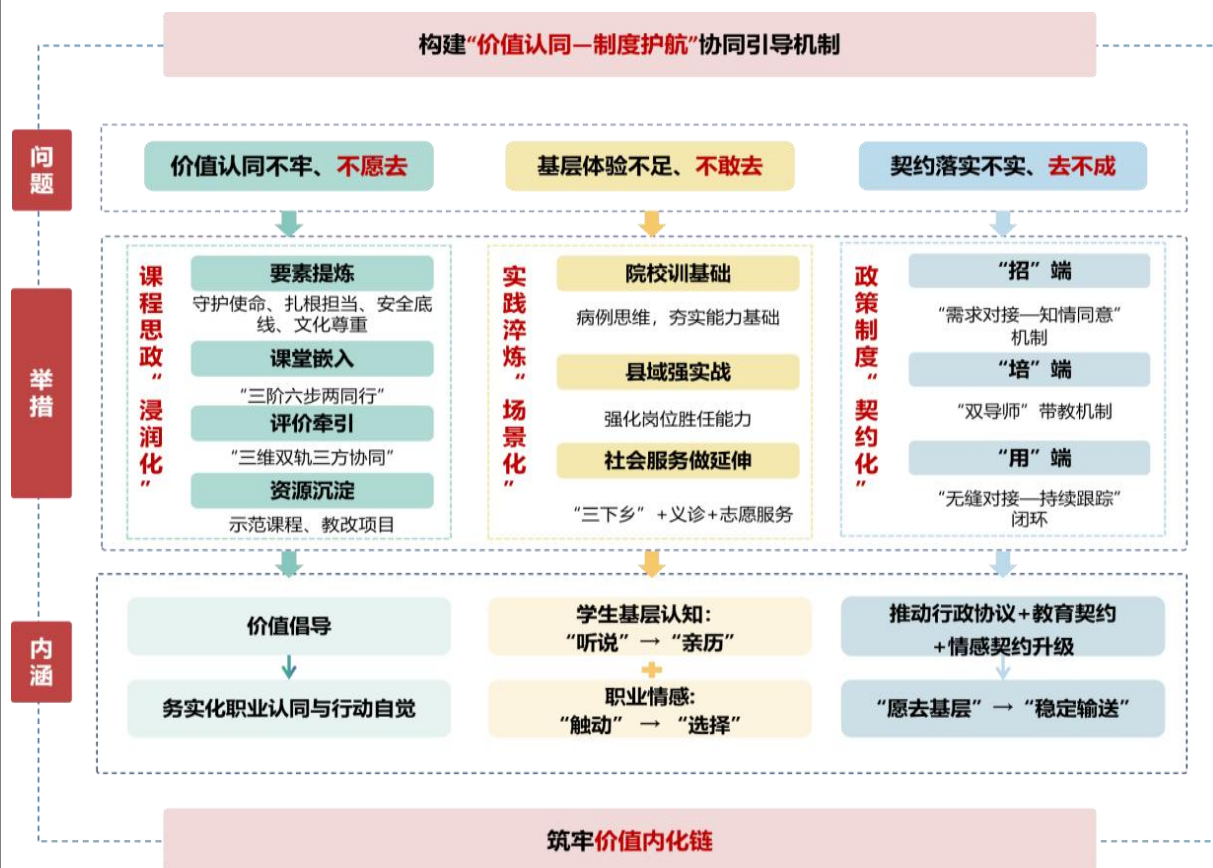 构建“价值认同—制度护航”协同引导机制
问题
价值认同不牢、不愿去
基层体验不足、不敢去
契约落实不实、去不成
举措
课程思政“浸润化”
要素提炼
守护使命、扎根担当、安全底
线、文化尊重
课堂嵌入
“三阶六步两同行”
评价牵引
“三维双轨三方协同”
资源沉淀
示范课程、教改项目
实践淬炼“场景化”
院校训基础
病例思维，夯实能力基础
县域强实战
强化岗位胜任能力
社会服务做延伸
“三下乡”+义诊+志愿服务
政策制度“契约化”
“招”端
“需求对接—知情同意”
机制
“培”端
“双导师”带教机制
“用”端
“无缝对接—持续跟踪”
闭环
内涵
价值倡导
务实化职业认同与行动自觉
学生基层认知：
“听说”→“亲历”
职业情感：
“触动”→“选择”
推动行政协议+教育契约
+情感契约升级
“愿去基层”→“稳定输送”
筑牢价值内化链